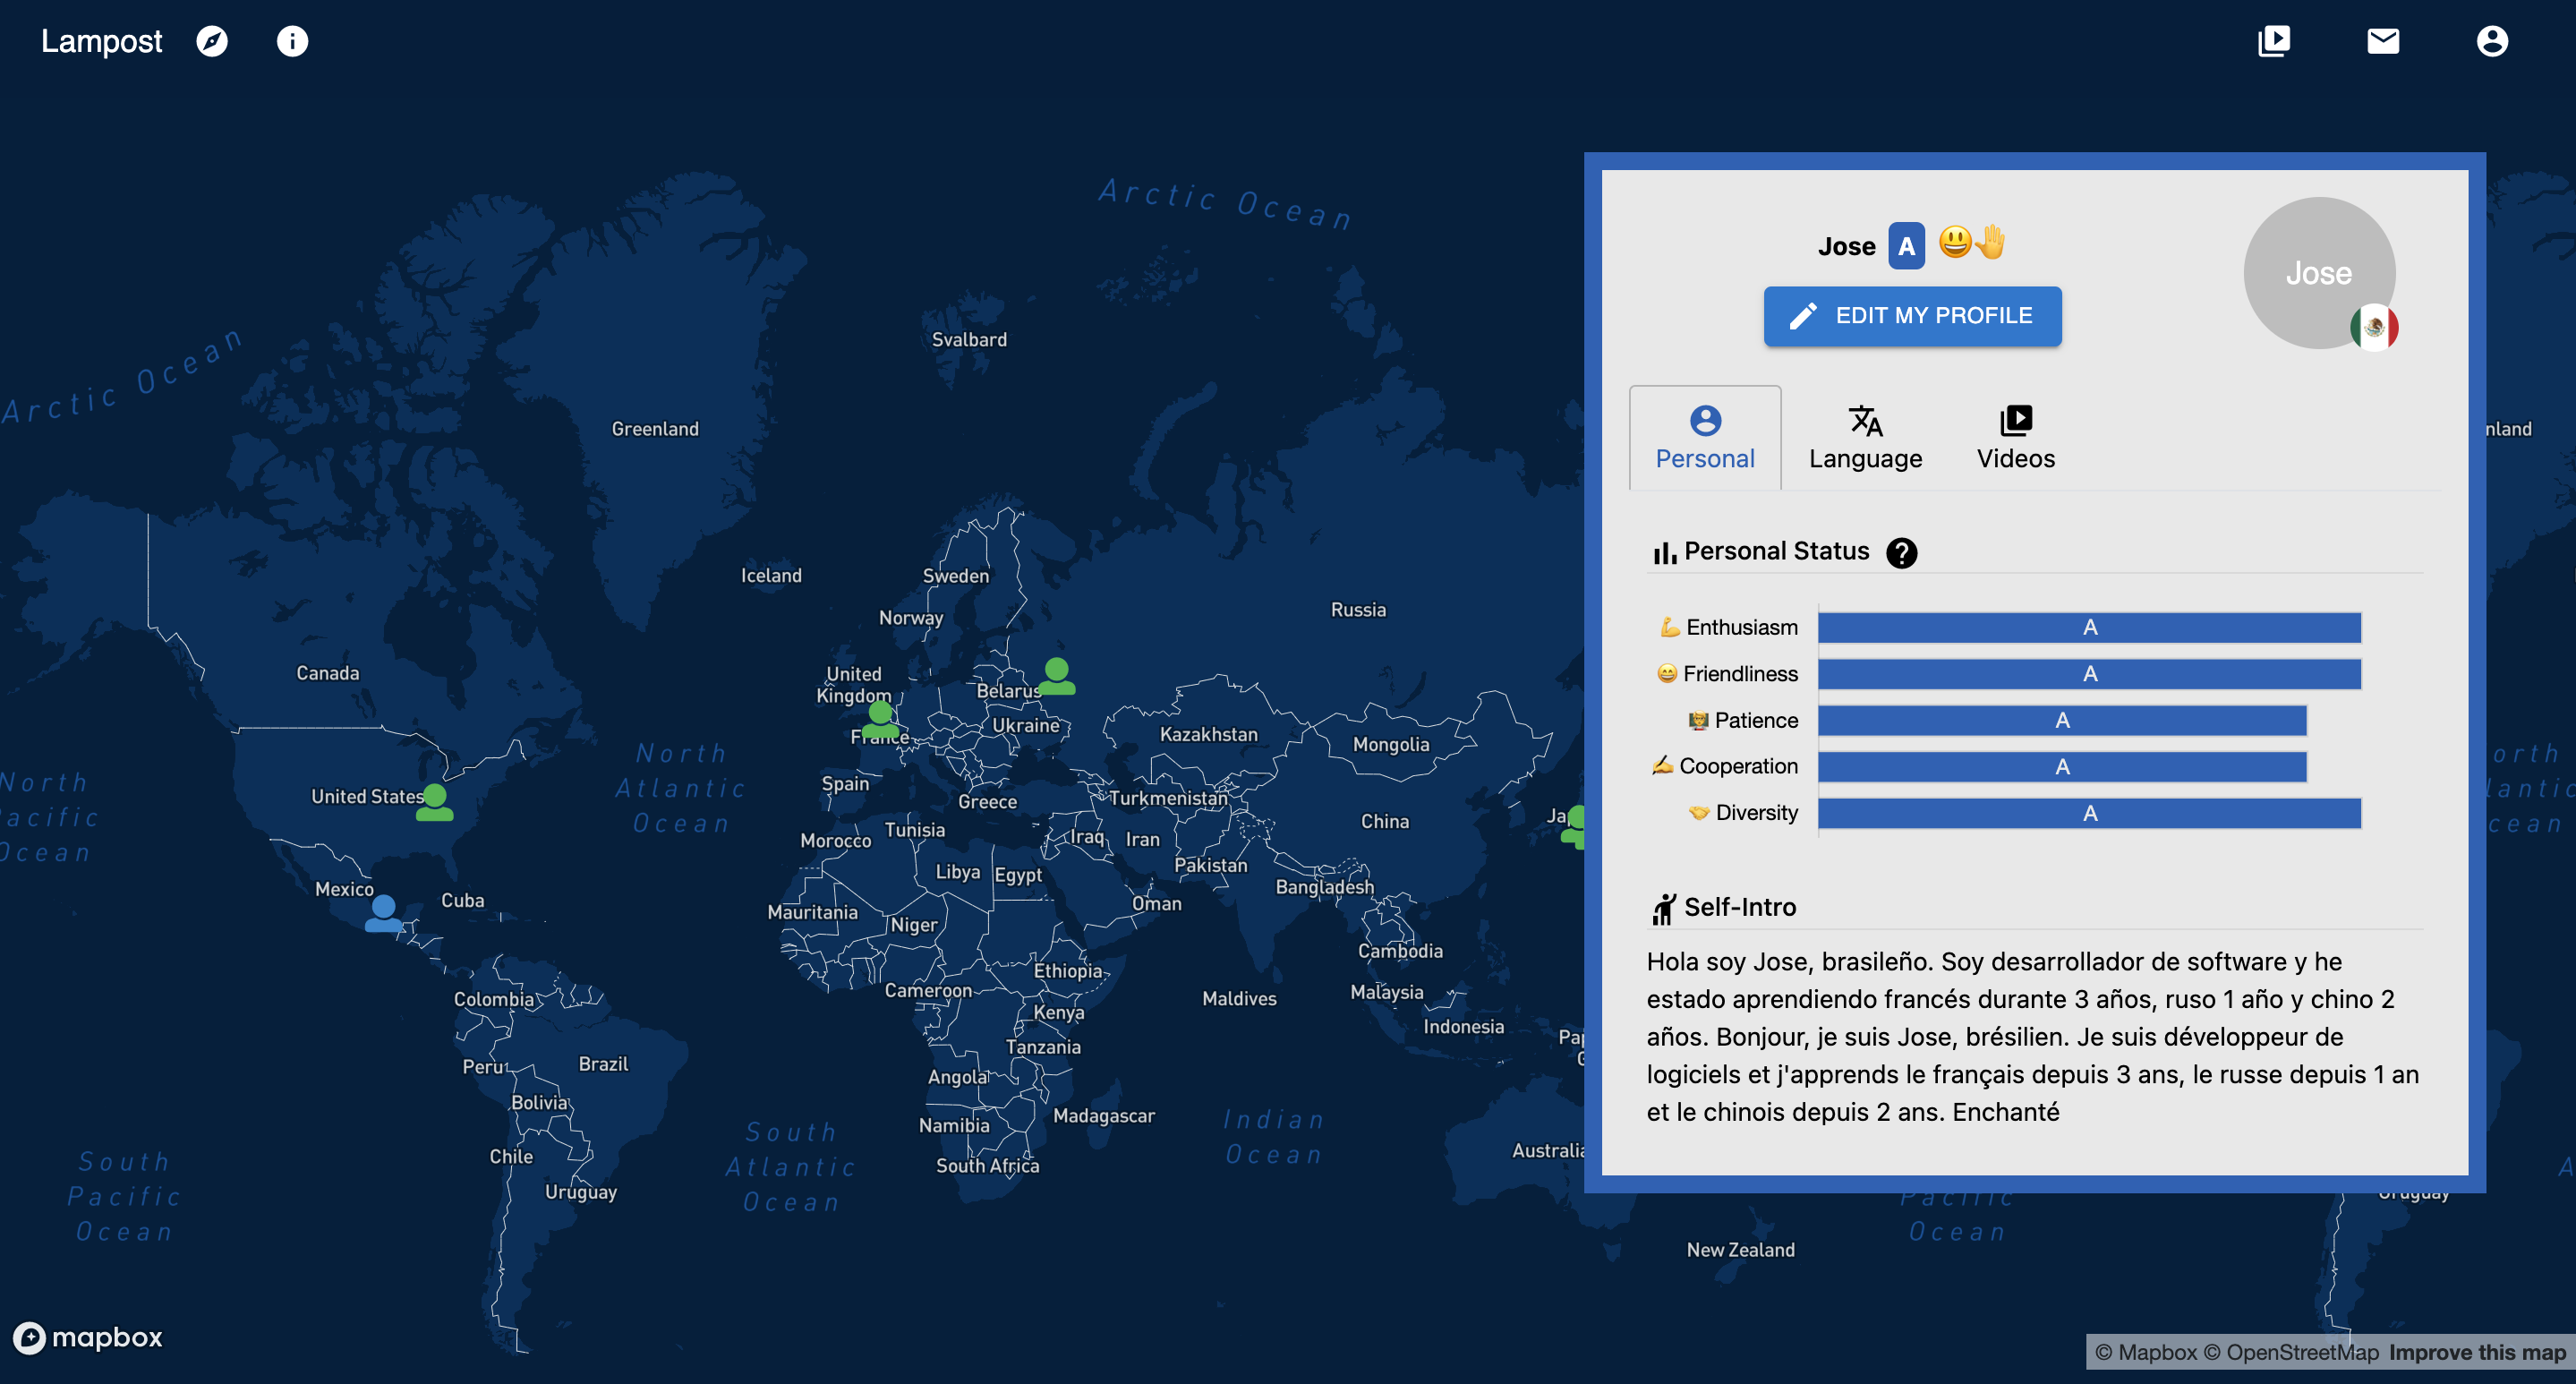 Lampost
Arctic Ocean
Arctic Ocean
Svalbard
Greenland
Iceland
Sweden
Norway
Russia
Canada
United
Kingdom
Belarus
Ukraine
France
Kazakhstan
Mongolia
North
Atlantic
Ocean
North
Pacific
Ocean
United States
Spain
Greece
Turkmenistan
China
Morocco
Tunisia
Iraq
Iran
Pakistan
Libya
Egypt
Bangladesh
Mexico
Cuba
Oman
Mauritania
Niger
Cambodia
Ethiopia
Cameroon
Colombia
Maldives
Malaysia
Kenya
Indonesia
Tanzania
Peru
Brazil
Angola
Bolivia
Madagascar
Namibia
Indian
Ocean
South
Atlantic
Ocean
Chile
South Africa
Australia
South
Pacific
Ocean
Uruguay
Jose A
EDIT MY PROFILE
Jose
Personal
Language
Videos
Personal Status
Enthusiasm A
Friendliness A
Patience A
Cooperation A
Diversity A
Self-Intro
Hola soy Jose, brasileño. Soy desarrollador de software y he
estado aprendiendo francés durante 3 años, ruso 1 año y chino 2
años. Bonjour, je suis Jose, brésilien. Je suis développeur de
logiciels et j'apprends le français depuis 3 ans, le russe depuis 1 an
et le chinois depuis 2 ans. Enchanté
Pacific
Ocean
Uruguay
New Zealand
mapbox
© Mapbox © OpenStreetMap Improve this map